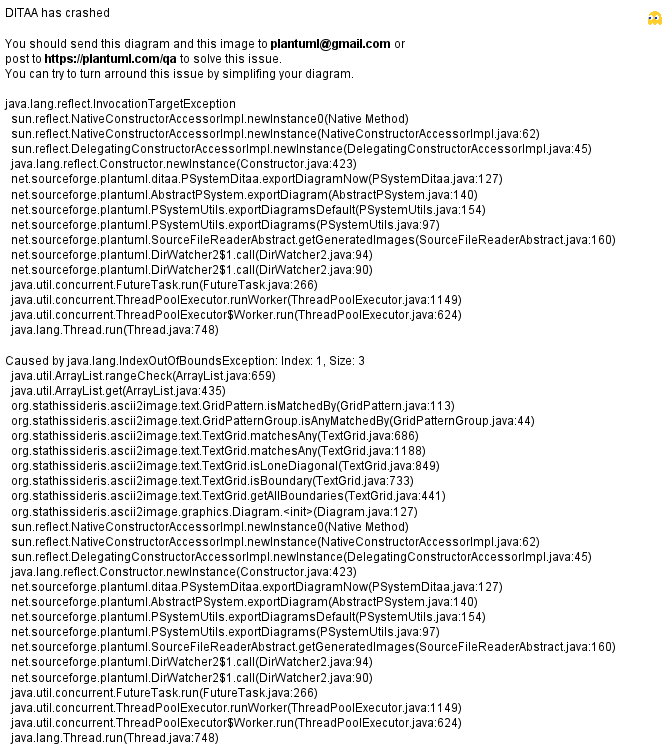 DITAA has crashed
You should send this diagram and this image to plantuml@gmail.com or
post to https://plantuml.com/qa to solve this issue.
You can try to turn arround this issue by simplifing your diagram.
java.lang.reflect.InvocationTargetException
sun.reflect.NativeConstructorAccessorImpl.newInstance0(Native Method)
sun.reflect.NativeConstructorAccessorImpl.newInstance(NativeConstructorAccessorImpl.java:62)
sun.reflect.DelegatingConstructorAccessorImpl.newInstance(DelegatingConstructorAccessorImpl.java:45)
java.lang.reflect.Constructor.newInstance(Constructor.java:423)
net.sourceforge.plantuml.ditaa.PSystemDitaa.exportDiagramNow(PSystemDitaa.java:127)
net.sourceforge.plantuml.AbstractPSystem.exportDiagram(AbstractPSystem.java:140)
net.sourceforge.plantuml.PSystemUtils.exportDiagramsDefault(PSystemUtils.java:154)
net.sourceforge.plantuml.PSystemUtils.exportDiagrams(PSystemUtils.java:97)
net.sourceforge.plantuml.SourceFileReaderAbstract.getGeneratedImages(SourceFileReaderAbstract.java:160)
net.sourceforge.plantuml.DirWatcher2$1.call(DirWatcher2.java:94)
net.sourceforge.plantuml.DirWatcher2$1.call(DirWatcher2.java:90)
java.util.concurrent.FutureTask.run(FutureTask.java:266)
java.util.concurrent.ThreadPoolExecutor.runWorker(ThreadPoolExecutor.java:1149)
java.util.concurrent.ThreadPoolExecutor$Worker.run(ThreadPoolExecutor.java:624)
java.lang.Thread.run(Thread.java:748)
Caused by java.lang.IndexOutOfBoundsException: Index: 1, Size: 3
java.util.ArrayList.rangeCheck(ArrayList.java:659)
java.util.ArrayList.get(ArrayList.java:435)
org.stathissideris.ascii2image.text.GridPattern.isMatchedBy(GridPattern.java:113)
org.stathissideris.ascii2image.text.GridPatternGroup.isAnyMatchedBy(GridPatternGroup.java:44)
org.stathissideris.ascii2image.text.TextGrid.matchesAny(TextGrid.java:686)
org.stathissideris.ascii2image.text.TextGrid.matchesAny(TextGrid.java:1188)
org.stathissideris.ascii2image.text.TextGrid.isLoneDiagonal(TextGrid.java:849)
org.stathissideris.ascii2image.text.TextGrid.isBoundary(TextGrid.java:733)
org.stathissideris.ascii2image.text.TextGrid.getAllBoundaries(TextGrid.java:441)
org.stathissideris.ascii2image.graphics.Diagram.<init>(Diagram.java:127)
sun.reflect.NativeConstructorAccessorImpl.newInstance0(Native Method)
sun.reflect.NativeConstructorAccessorImpl.newInstance(NativeConstructorAccessorImpl.java:62)
sun.reflect.DelegatingConstructorAccessorImpl.newInstance(DelegatingConstructorAccessorImpl.java:45)
java.lang.reflect.Constructor.newInstance(Constructor.java:423)
net.sourceforge.plantuml.ditaa.PSystemDitaa.exportDiagramNow(PSystemDitaa.java:127)
net.sourceforge.plantuml.AbstractPSystem.exportDiagram(AbstractPSystem.java:140)
net.sourceforge.plantuml.PSystemUtils.exportDiagramsDefault(PSystemUtils.java:154)
net.sourceforge.plantuml.PSystemUtils.exportDiagrams(PSystemUtils.java:97)
net.sourceforge.plantuml.SourceFileReaderAbstract.getGeneratedImages(SourceFileReaderAbstract.java:160)
net.sourceforge.plantuml.DirWatcher2$1.call(DirWatcher2.java:94)
net.sourceforge.plantuml.DirWatcher2$1.call(DirWatcher2.java:90)
java.util.concurrent.FutureTask.run(FutureTask.java:266)
java.util.concurrent.ThreadPoolExecutor.runWorker(ThreadPoolExecutor.java:1149)
java.util.concurrent.ThreadPoolExecutor$Worker.run(ThreadPoolExecutor.java:624)
java.lang.Thread.run(Thread.java:748)